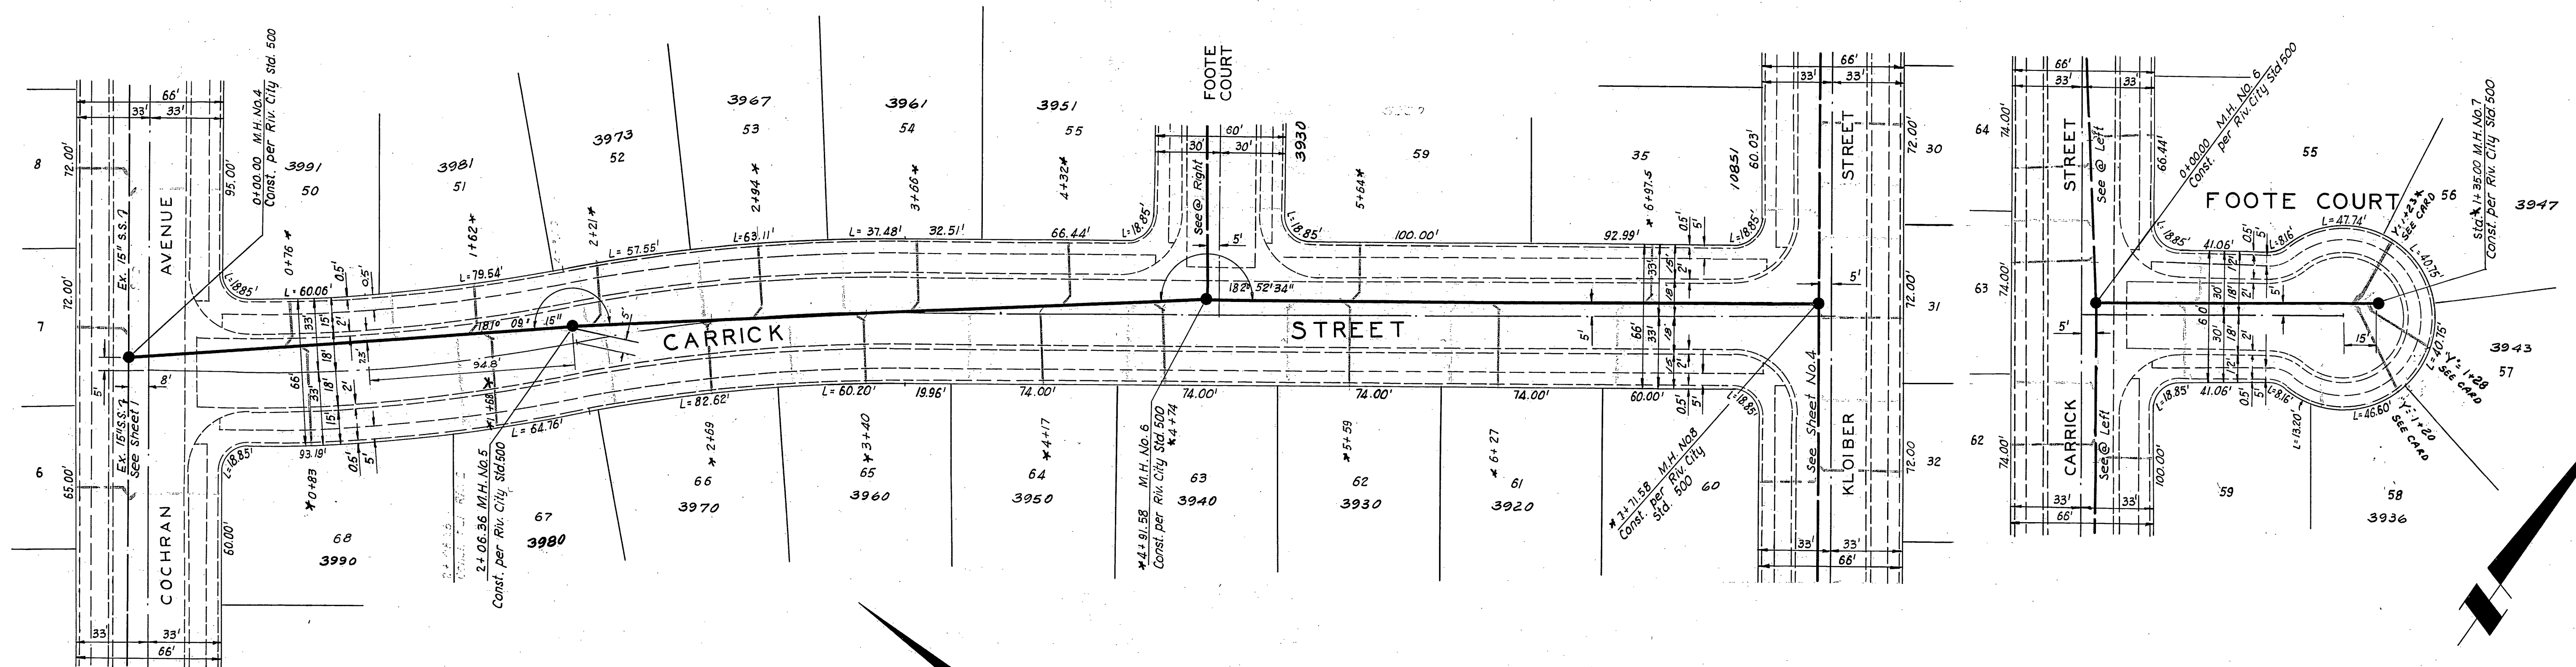 8
72.00'
7
72.00'
6
65.00'
66'
33'
33'
Ex. 15" S.S.
AVENUE
COCHRAN
Ex. 15" S.S.
See Sheet 1
5'
8'
33'
33'
66'
95.00'
60.00'
0+00.00 M.H. No.4
Const. per Riv. City Std. 500
3991
50
0+76 *
L=18.85'
L= 60.06'
0.5'
0.5'
33'
15'
2'
18'
66'
33'
18'
2'
15'
23'
0.5'
5'
L=18.85'
93.19'
*0+83
68
3990
3981
51
1+62*
L=79.54'
181° 09' 15"
5'
94.8'
*1+68*
2+06.36 M.H. No.5
Const. per Riv. City Std.500
L= 64.76'
67
3980
3973
52
2+21*
L= 57.55'
3967
53
2+94 *
L=63.11'
3961
54
3+66*
L= 37.48'
32.51'
3951
55
4+32*
66.44'
L=18.85'
CARRICK
STREET
L=82.62'
* 2+69
66
3970
L=60.20'
19.96'
*3+40
65
3960
74.00'
*4+17
64
3950
FOOTE
COURT
60'
30'
30'
See @ Right
5'
182° 52' 34"
74.00'
*4+91.58 M.H. No. 6
Const. per Riv. City Std. 500
*4+74
63
3940
3930
L=18.85'
59
5+64*
100.00'
74.00'
*5+59
62
3930
35
* 6+97.5
92.99'
74.00'
* 6+27
61
3920
10851
60.03'
0.5'
5'
15'
2'
33'
18'
5'
66'
33'
18'
15'
2'
0.5'
5'
L=18.85'
60.00'
L=18.85'
60
*7+71.58 M.H. No.8
Const. per Riv. City
Std. 500
66'
33'
33'
STREET
5'
See Sheet No.4
KLOIBER
33'
33'
66'
72.00'
30
72.00'
31
72.00
32
66'
33'
33'
64
74.00'
63
74.00'
62
74.00'
STREET
See @ Left
CARRICK
See @ Left
5'
33'
33'
66'
66.44'
100.00'
0+00.00 M.H. No. 6
Const. per Riv. City Std 500
FOOTE COURT
55
L=18.85'
41.06'
0.5'
5'
L=8.16'
L= 47.74'
12'
30'
18'
2'
5'
60'
30'
18'
2'
12'
15'
L=18.85'
41.06'
0.5'
5'
L=8.16'
L=13.20'
L=46.60'
59
Y=1+23*
SEE CARD
56
3947
Std.*1+35.00 M.H. No.7
Const. per Riv. City Std. 500
L=40.75'
L=40.75'
Y= 1+28
SEE CARD
3943
57
Y= 1+20
SEE CARD
58
3936